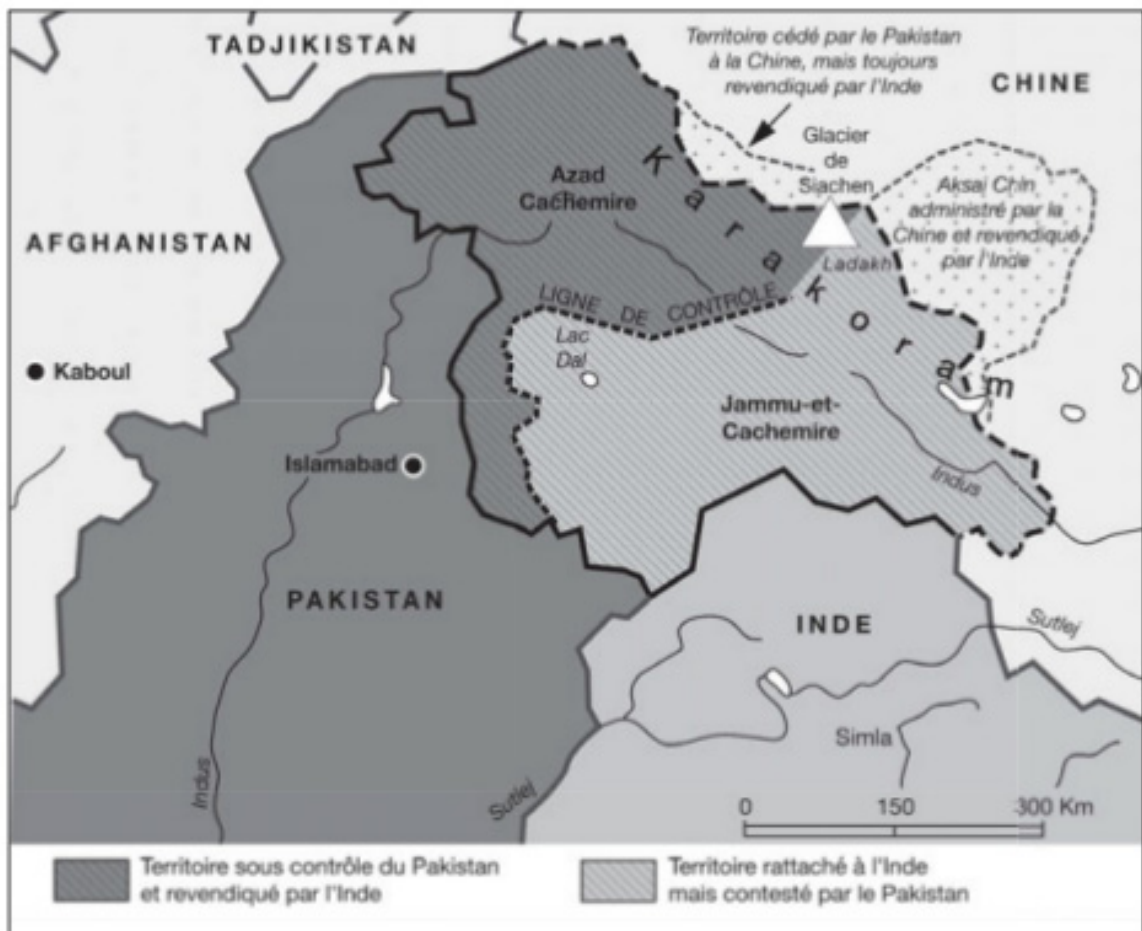 TADJIKISTAN
Territoire cédé par le Pakistan
à la Chine, mais toujours
revendiqué par l'Inde
CHINE
Glacier
de
Siachen
Azad
Cachemire
Karakoram
Aksai Chin
administré par la
Chine et revendiqué
par l'Inde
AFGHANISTAN
Ladakh
LIGNE DE CONTRÔLE
Lac
Dal
Kaboul
Jammu-et-
Cachemire
Islamabad
Indus
PAKISTAN
INDE
Sutlej
Simla
Indus
Sutlej
0 150 300 Km
Territoire sous contrôle du Pakistan
et revendiqué par l'Inde
Territoire rattaché à l'Inde
mais contesté par le Pakistan